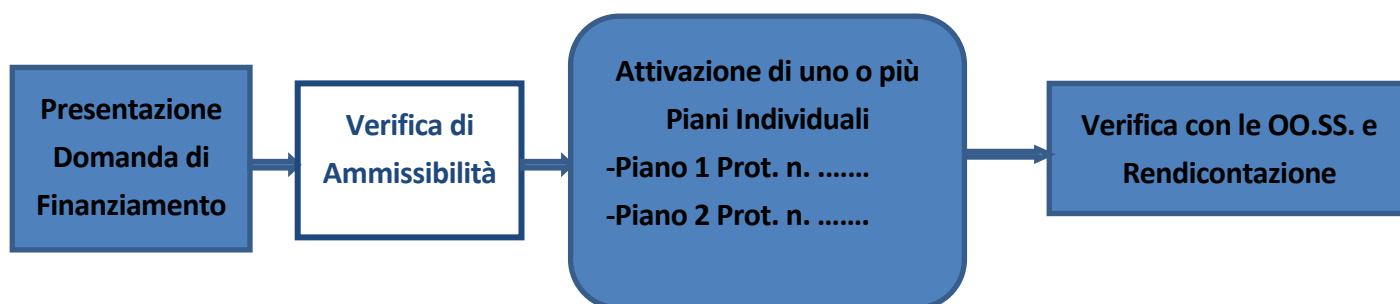 Presentazione
Domanda di
Finanziamento
Verifica di
Ammissibilità
Attivazione di uno o più
Piani Individuali
-Piano 1 Prot. n. .......
-Piano 2 Prot. n. .......
Verifica con le OO.SS. e
Rendicontazione